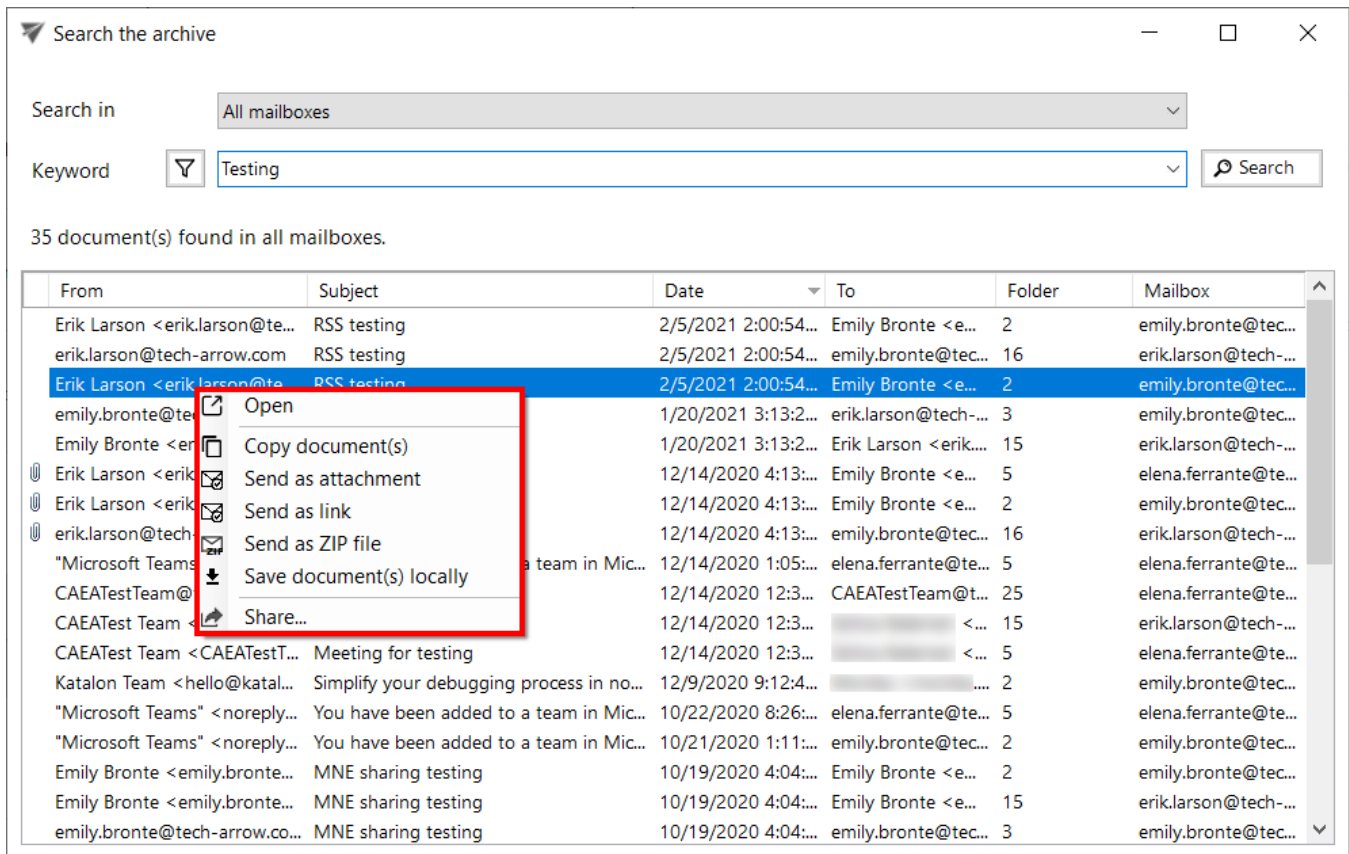 Search the archive
Search in All mailboxes
Keyword Testing Search
35 document(s) found in all mailboxes.
From Subject Date To Folder Mailbox
Erik Larson <erik.larson@te... RSS testing 2/5/2021 2:00:54... Emily Bronte <e... 2 emily.bronte@tec...
erik.larson@tech-arrow.com RSS testing 2/5/2021 2:00:54... emily.bronte@tec... 16 erik.larson@tech-...
Erik Larson <erik.larson@te... RSS testing 2/5/2021 2:00:54... Emily Bronte <e... 2 emily.bronte@tec...
emily.bronte@te 1/20/2021 3:13:2... erik.larson@tech-... 3 emily.bronte@tec...
Emily Bronte <e 1/20/2021 3:13:2... Erik Larson <erik.... 15 erik.larson@tech-...
Erik Larson <erik 12/14/2020 4:13:... Emily Bronte <e... 5 elena.ferrante@te...
Erik Larson <erik 12/14/2020 4:13:... Emily Bronte <e... 2 emily.bronte@tec...
erik.larson@tech- 12/14/2020 4:13:... emily.bronte@tec... 16 erik.larson@tech-...
"Microsoft Teams a team in Mic... 12/14/2020 1:05:... elena.ferrante@te... 5 elena.ferrante@te...
CAEATestTeam@ 12/14/2020 12:3... CAEATestTeam@t... 25 elena.ferrante@te...
CAEATest Team < 12/14/2020 12:3... <... 15 erik.larson@tech-...
CAEATest Team <CAEATestT... Meeting for testing 12/14/2020 12:3... <... 5 elena.ferrante@te...
Katalon Team <hello@katal... Simplify your debugging process in no... 12/9/2020 9:12:4... .... 2 emily.bronte@tec...
"Microsoft Teams" <noreply... You have been added to a team in Mic... 10/22/2020 8:26:... elena.ferrante@te... 5 elena.ferrante@te...
"Microsoft Teams" <noreply... You have been added to a team in Mic... 10/21/2020 1:11:... emily.bronte@tec... 2 emily.bronte@tec...
Emily Bronte <emily.bronte... MNE sharing testing 10/19/2020 4:04:... Emily Bronte <e... 2 emily.bronte@tec...
Emily Bronte <emily.bronte... MNE sharing testing 10/19/2020 4:04:... Emily Bronte <e... 15 erik.larson@tech-...
emily.bronte@tech-arrow.co... MNE sharing testing 10/19/2020 4:04:... emily.bronte@tec... 3 emily.bronte@tec...
Open
Copy document(s)
Send as attachment
Send as link
ZIP Send as ZIP file
Save document(s) locally
Share...